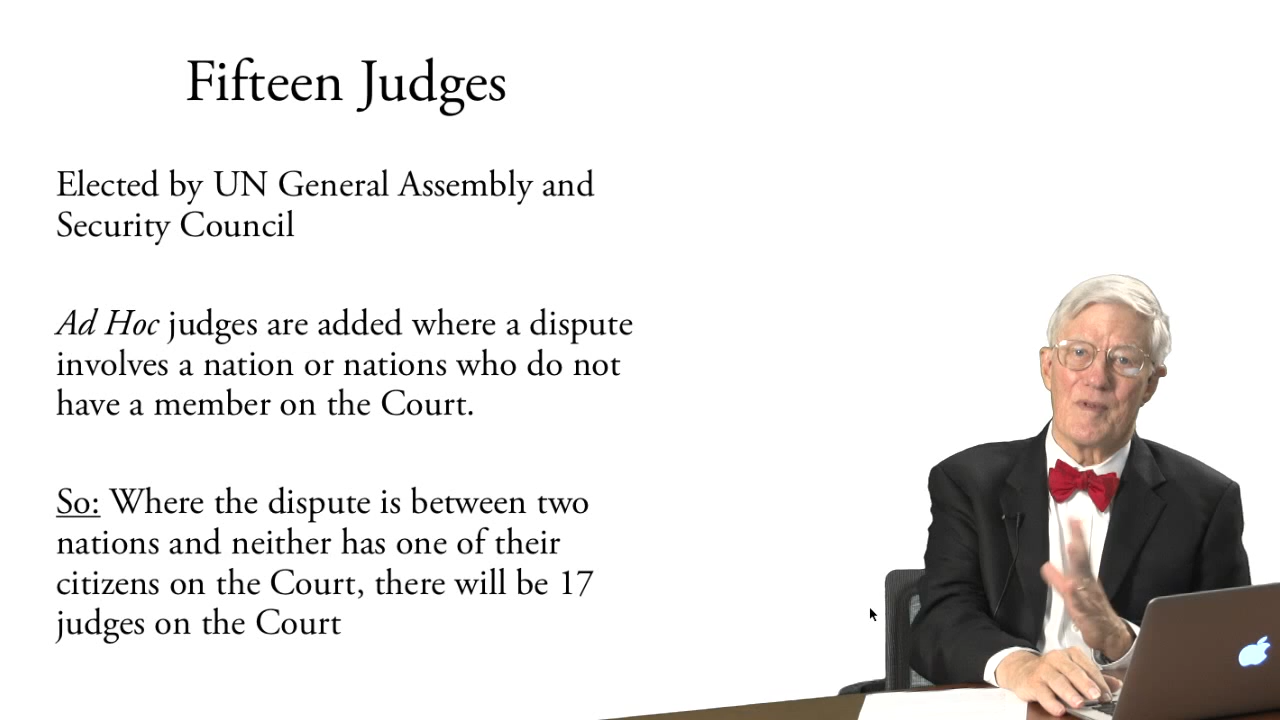 Fifteen Judges
Elected by UN General Assembly and
Security Council
Ad Hoc judges are added where a dispute
involves a nation or nations who do not
have a member on the Court.
So: Where the dispute is between two
nations and neither has one of their
citizens on the Court, there will be 17
judges on the Court